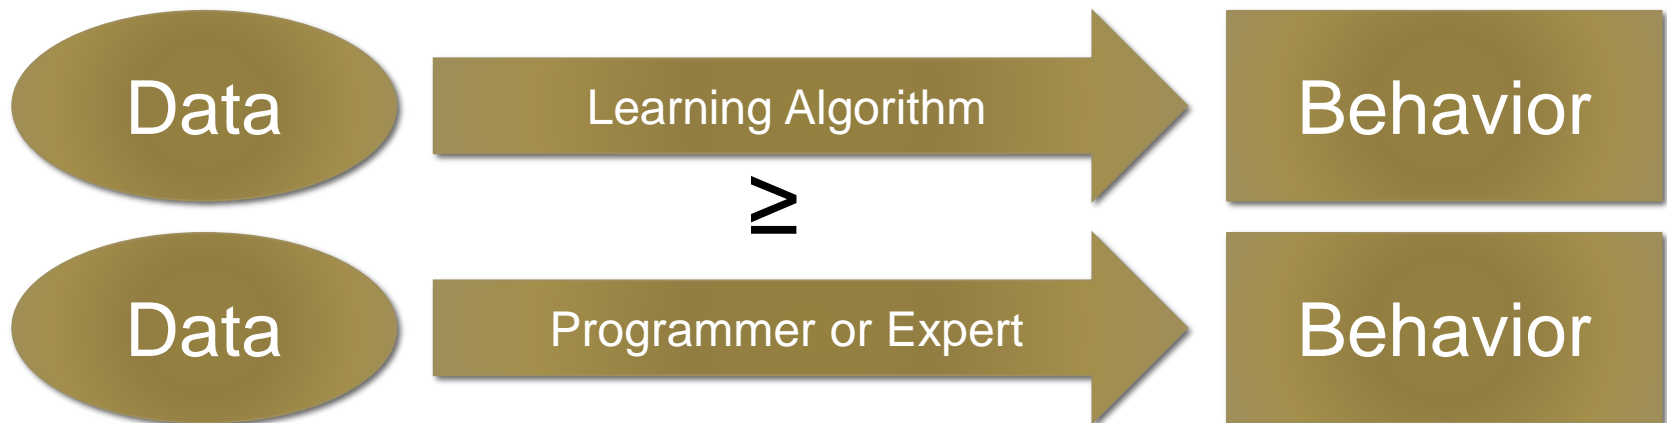 Data
Learning Algorithm
Behavior
≥
Data
Programmer or Expert
Behavior